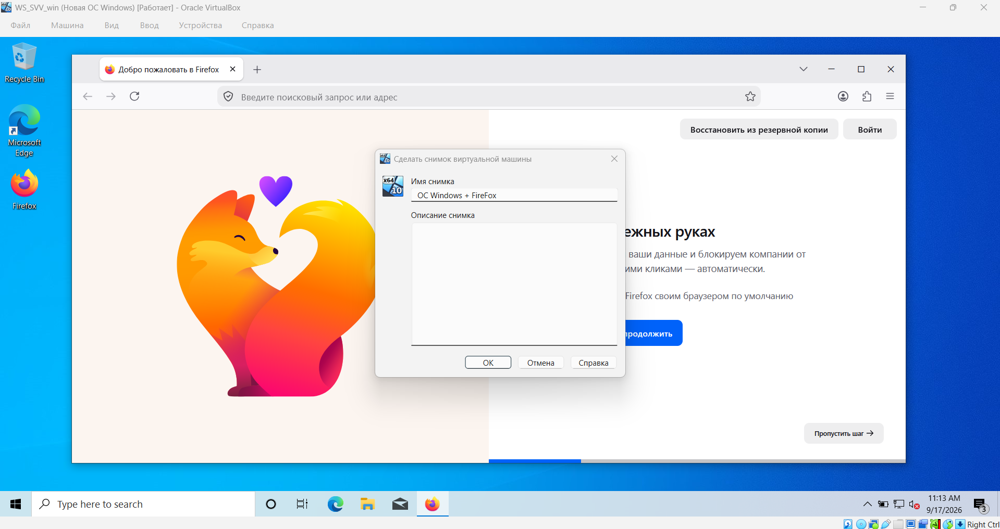 WS_SVV_win (Новая ОС Windows) [Работает] - Oracle VirtualBox
Файл Машина Вид Ввод Устройства Справка
Recycle Bin
Microsoft
Edge
Firefox
Добро пожаловать в Firefox
Введите поисковый запрос или адрес
Восстановить из резервной копии
Войти
Сделать снимок виртуальной машины
x64
10
Имя снимка
ОС Windows + FireFox
Описание снимка
OK
Отмена
Справка
ежных руках
ваши данные и блокируем компании от
ими кликами — автоматически.
Firefox своим браузером по умолчанию
продолжить
Пропустить шаг
Type here to search
11:13 AM
9/17/2026
3
Right Ctrl